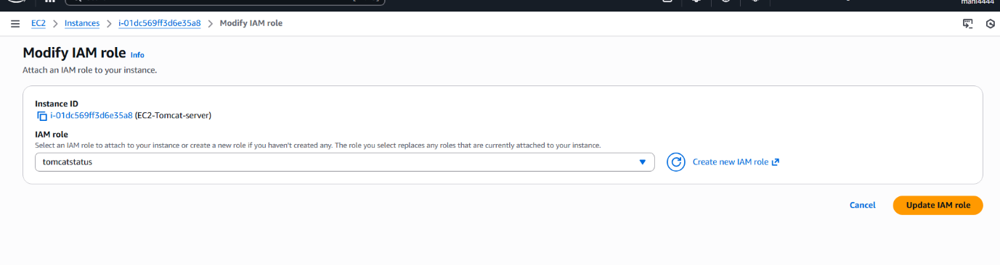 mani4444
EC2 > Instances > i-01dc569ff3d6e35a8 > Modify IAM role
Modify IAM role Info
Attach an IAM role to your instance.
Instance ID
i-01dc569ff3d6e35a8 (EC2-Tomcat-server)
IAM role
Select an IAM role to attach to your instance or create a new role if you haven't created any. The role you select replaces any roles that are currently attached to your instance.
tomcatstatus
Create new IAM role
Cancel
Update IAM role